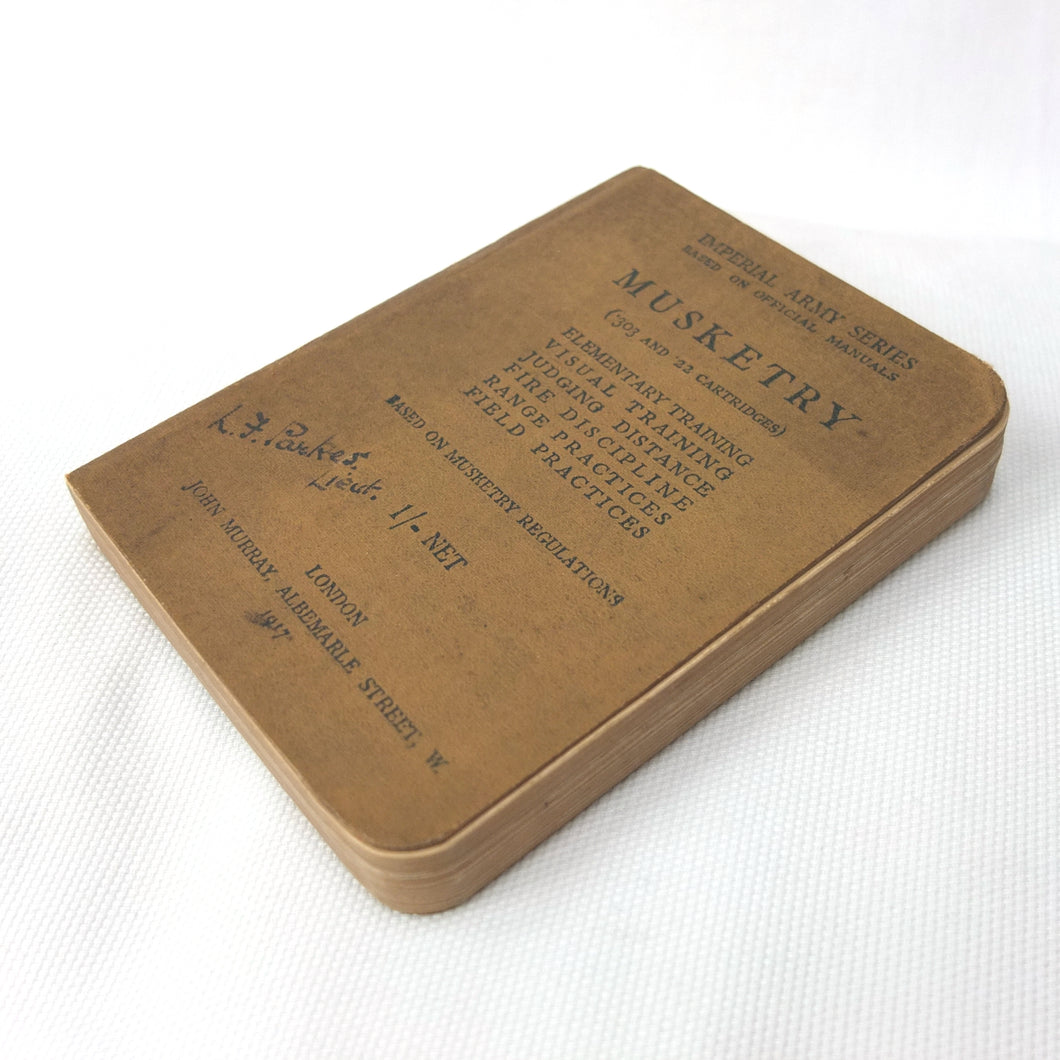 IMPERIAL ARMY SERIES
BASED ON OFFICIAL MANUALS
MUSKETRY
('303 AND '22 CARTRIDGES)
ELEMENTARY TRAINING
VISUAL TRAINING
JUDGING DISTANCE
FIRE DISCIPLINE
RANGE PRACTICES
FIELD PRACTICES
BASED ON MUSKETRY REGULATIONS
L. F. Parker.
Lieut.
1/- NET
LONDON
JOHN MURRAY, ALBEMARLE STREET, W.
1917